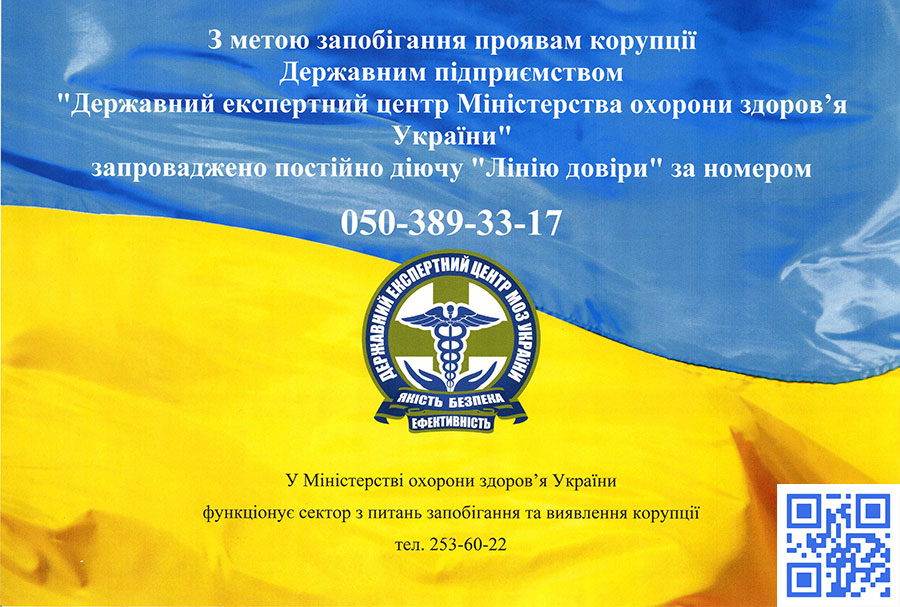 З метою запобігання проявам корупції
Державним підприємством
"Державний експертний центр Міністерства охорони здоров’я
України"
запроваджено постійно діючу "Лінію довіри" за номером
050-389-33-17
ДЕРЖАВНИЙ ЕКСПЕРТНИЙ ЦЕНТР МОЗ УКРАЇНИ
ЯКІСТЬ БЕЗПЕКА
ЕФЕКТИВНІСТЬ
У Міністерстві охорони здоров’я України
функціонує сектор з питань запобігання та виявлення корупції
тел. 253-60-22